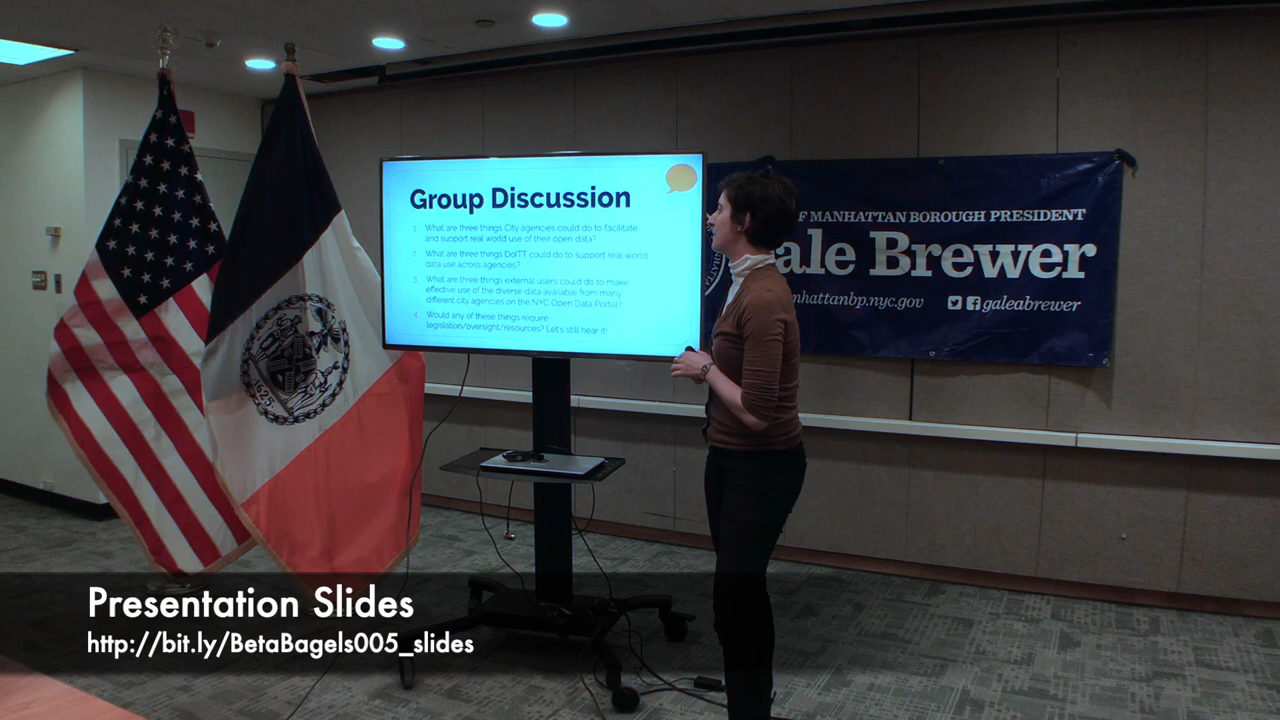 Group Discussion
1. What are three things City agencies could do to facilitate
and support real world use of their open data?
2. What are three things DoITT could do to support real world
data use across agencies?
3. What are three things external users could do to make
effective use of the diverse data available from many
different city agencies on the NYC Open Data Portal?
4. Would any of these things require
legislation/oversight/resources? Let's still hear it!
F MANHATTAN BOROUGH PRESIDENT
ale Brewer
nhattanbp.nyc.gov galeabrewer
1625
Presentation Slides
http://bit.ly/BetaBagels005_slides